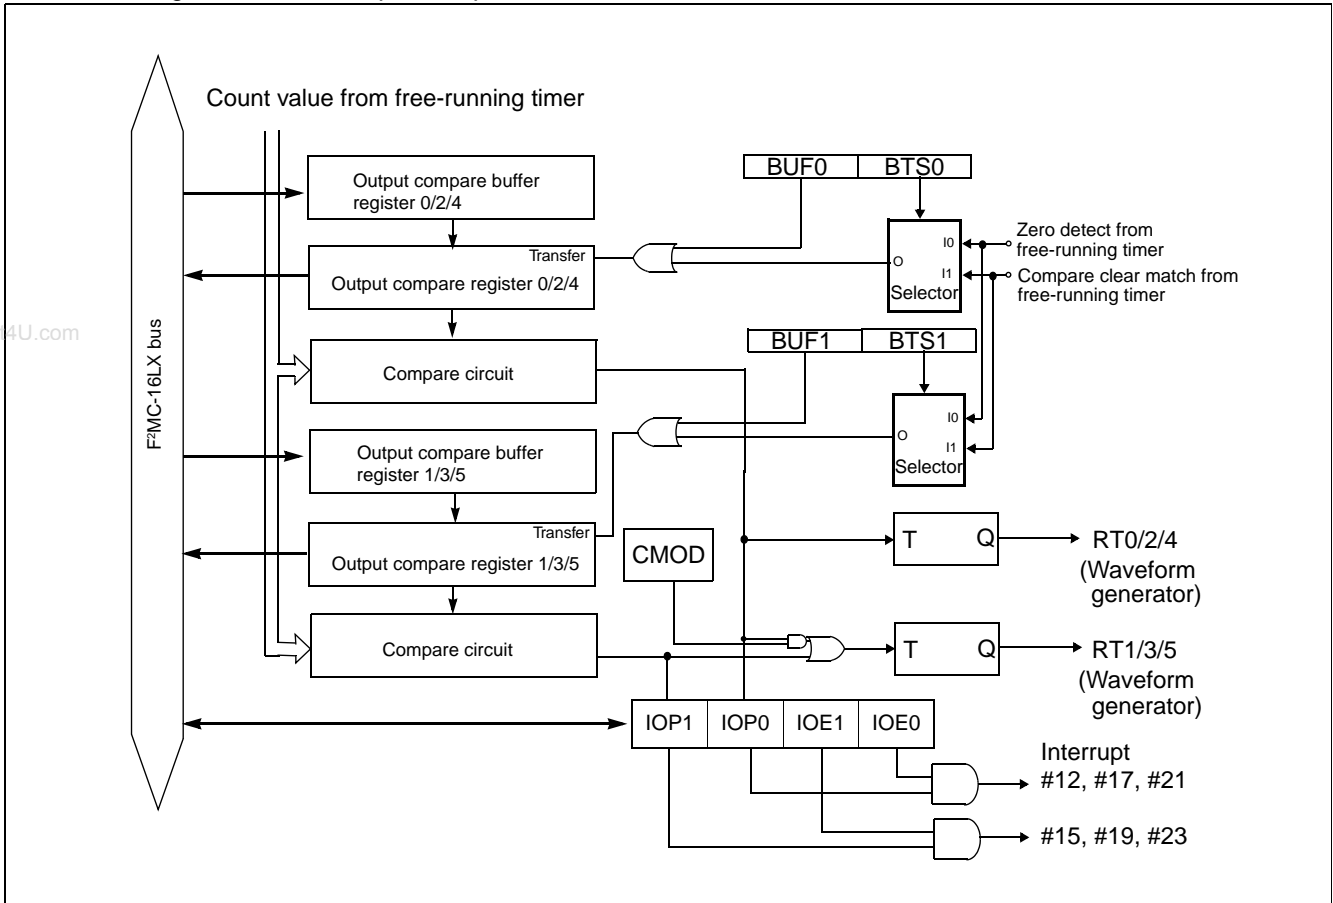 Count value from free-running timer
F²MC-16LX bus
Output compare buffer
register 0/2/4
Transfer
Output compare register 0/2/4
Compare circuit
BUF0 BTS0
I0
O
I1
Selector
Zero detect from
free-running timer
Compare clear match from
free-running timer
t4U.com
BUF1 BTS1
I0
O
I1
Selector
Output compare buffer
register 1/3/5
Transfer
Output compare register 1/3/5
Compare circuit
CMOD
T Q
RT0/2/4
(Waveform
generator)
T Q
RT1/3/5
(Waveform
generator)
IOP1 IOP0 IOE1 IOE0
Interrupt
#12, #17, #21
#15, #19, #23